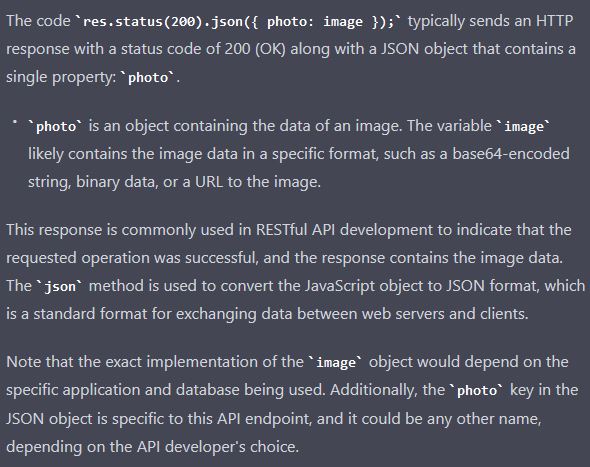 The code `res.status(200).json({ photo: image });` typically sends an HTTP
response with a status code of 200 (OK) along with a JSON object that contains a
single property: `photo`.
• `photo` is an object containing the data of an image. The variable `image`
likely contains the image data in a specific format, such as a base64-encoded
string, binary data, or a URL to the image.
This response is commonly used in RESTful API development to indicate that the
requested operation was successful, and the response contains the image data.
The `json` method is used to convert the JavaScript object to JSON format, which
is a standard format for exchanging data between web servers and clients.
Note that the exact implementation of the `image` object would depend on the
specific application and database being used. Additionally, the `photo` key in the
JSON object is specific to this API endpoint, and it could be any other name,
depending on the API developer's choice.